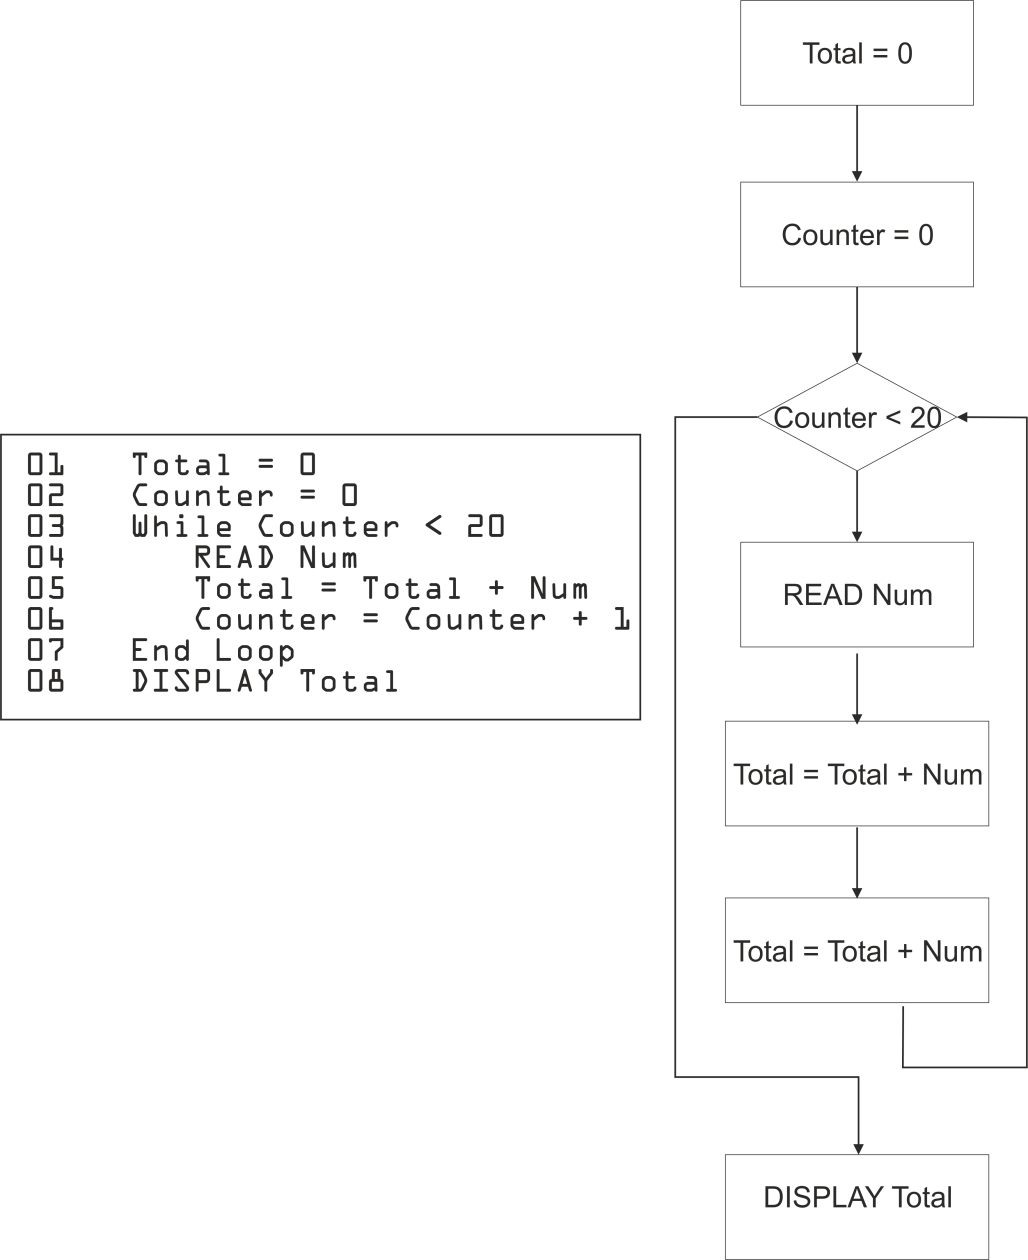 01 Total = 0
02 Counter = 0
03 While Counter < 20
04 READ Num
05 Total = Total + Num
06 Counter = Counter + 1
07 End Loop
08 DISPLAY Total
Total = 0
Counter = 0
Counter < 20
READ Num
Total = Total + Num
Total = Total + Num
DISPLAY Total